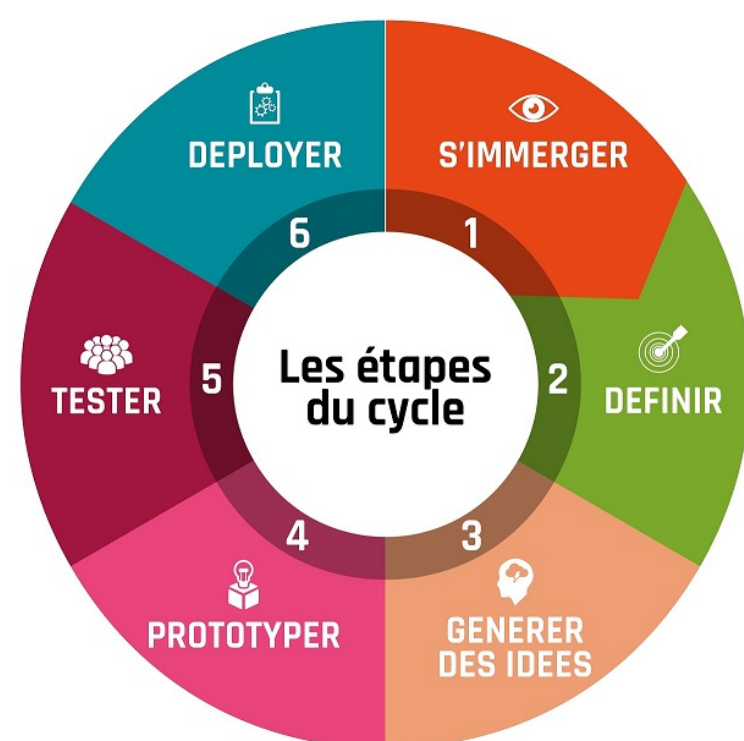 Les étapes
du cycle
1
S'IMMERGER
2
DEFINIR
3
GENERER
DES IDEES
4
PROTOTYPER
5
TESTER
6
DEPLOYER